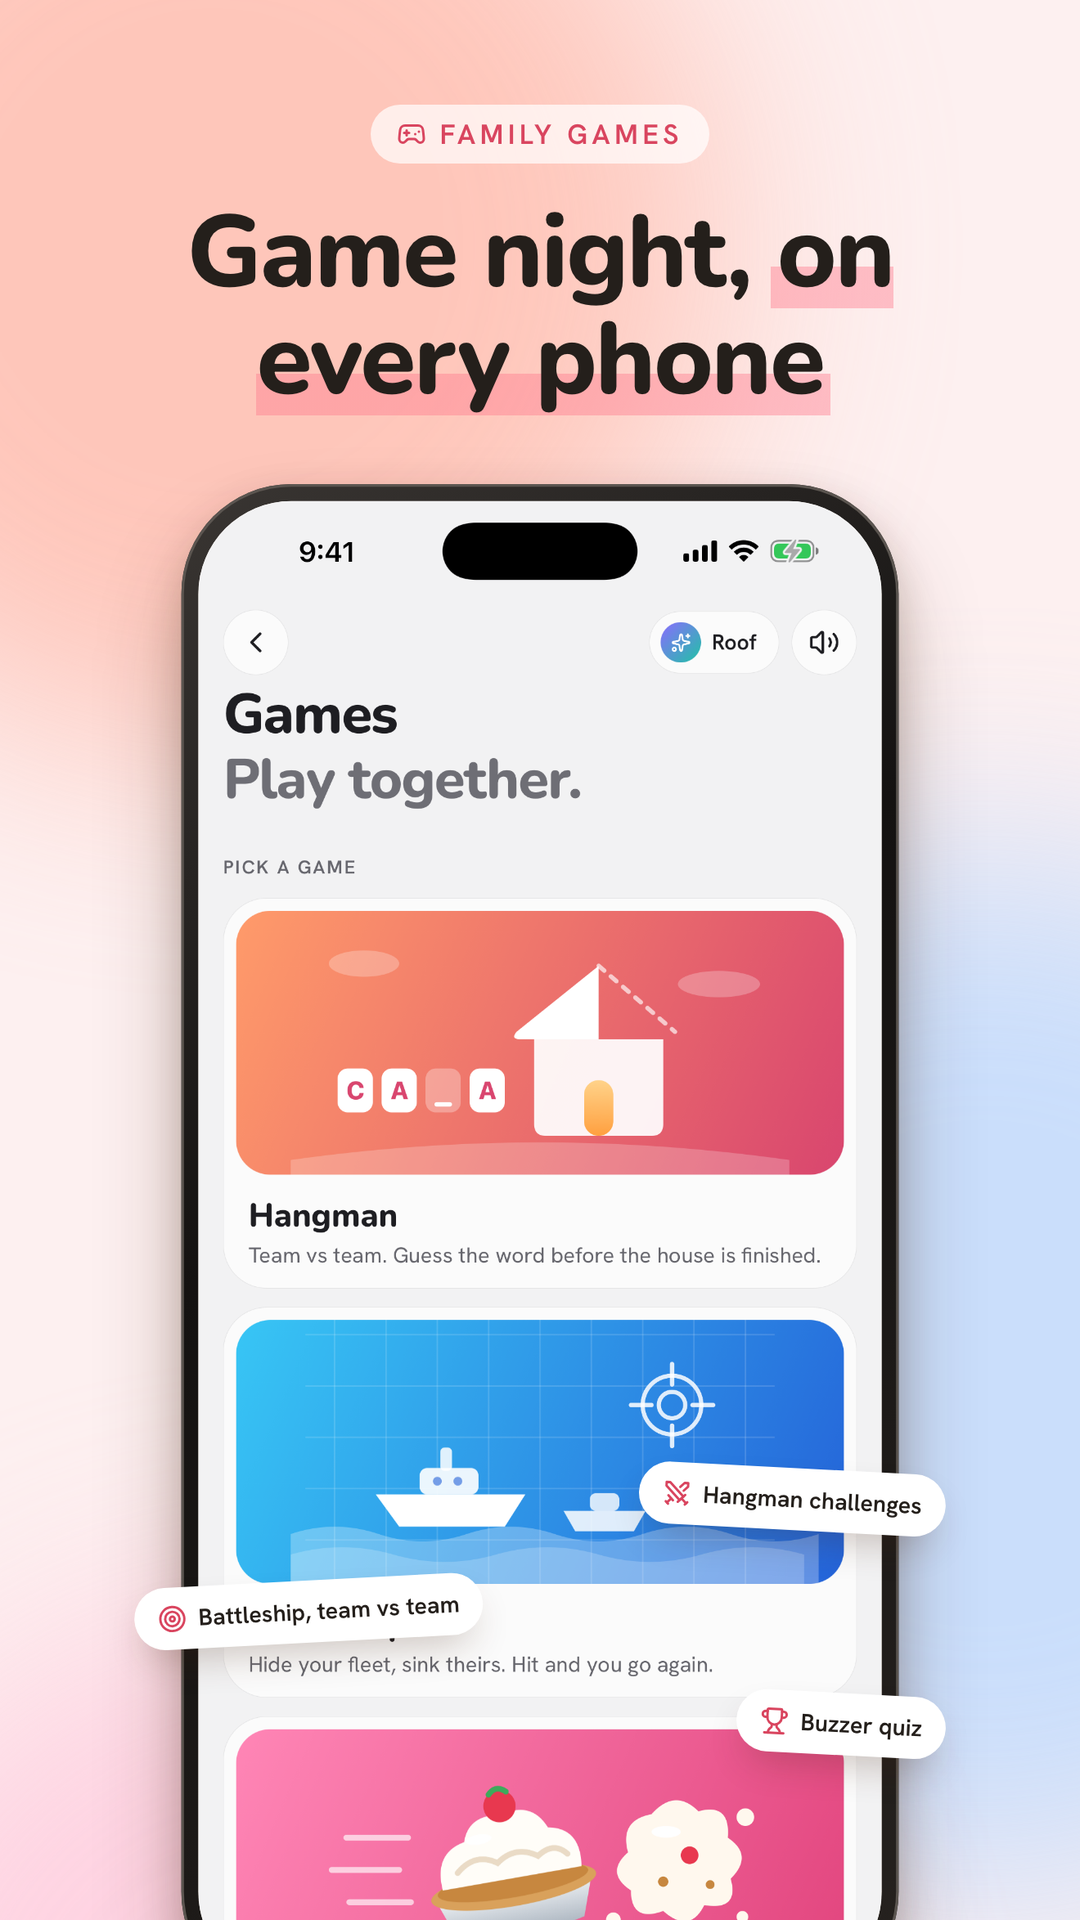 FAMILY GAMES
Game night, on
every phone
9:41
Roof
Games
Play together.
PICK A GAME
C A _ A
Hangman
Team vs team. Guess the word before the house is finished.
Hangman challenges
Battleship, team vs team
Hide your fleet, sink theirs. Hit and you go again.
Buzzer quiz